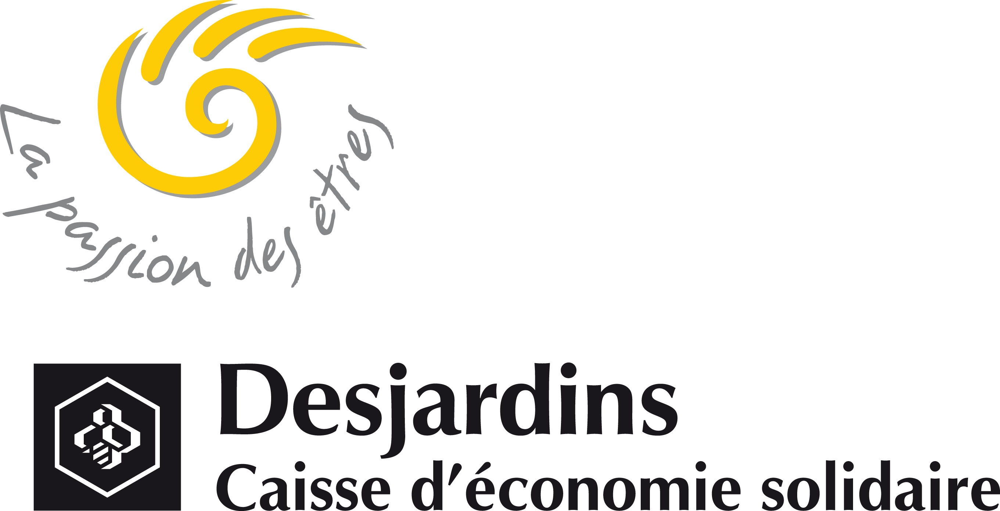 La passion des êtres
Desjardins
Caisse d'économie solidaire